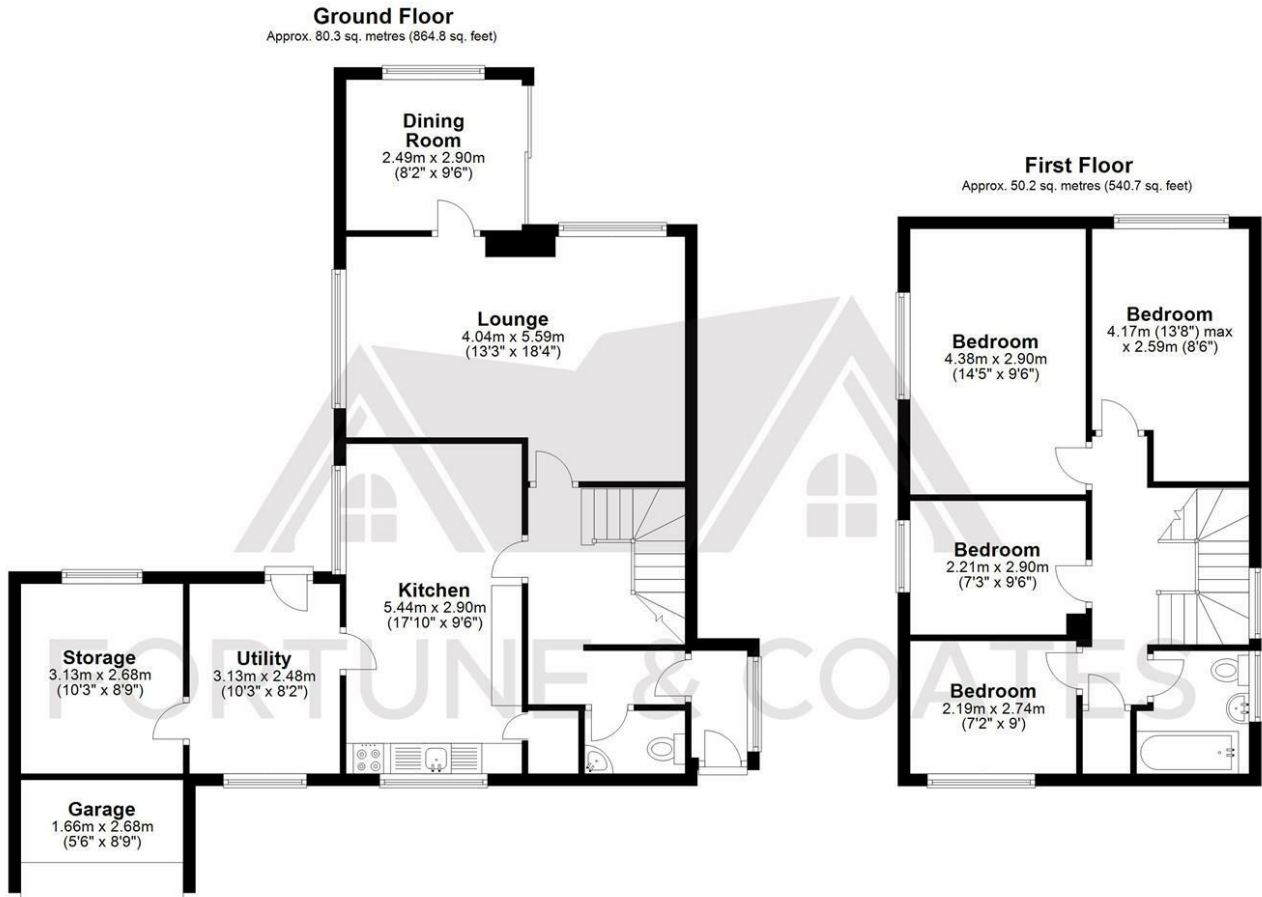 Ground Floor
Approx. 80.3 sq. metres (864.8 sq. feet)
Dining
Room
2.49m x 2.90m
(8'2" x 9'6")
Lounge
4.04m x 5.59m
(13'3" x 18'4")
Kitchen
5.44m x 2.90m
(17'10" x 9'6")
Storage
3.13m x 2.68m
(10'3" x 8'9")
Utility
3.13m x 2.48m
(10'3" x 8'2")
Garage
1.66m x 2.68m
(5'6" x 8'9")
First Floor
Approx. 50.2 sq. metres (540.7 sq. feet)
Bedroom
4.38m x 2.90m
(14'5" x 9'6")
Bedroom
4.17m (13'8") max
x 2.59m (8'6")
Bedroom
2.21m x 2.90m
(7'3" x 9'6")
Bedroom
2.19m x 2.74m
(7'2" x 9')
FORTUNE & COATES